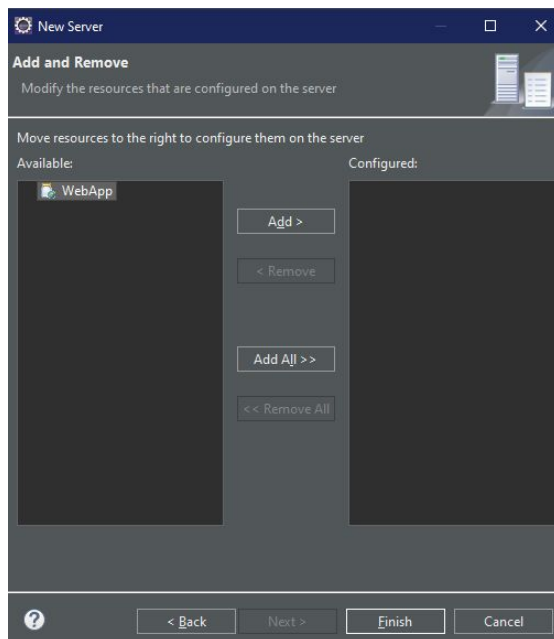 New Server
Add and Remove
Modify the resources that are configured on the server
Move resources to the right to configure them on the server
Available:
Configured:
WebApp
Add >
< Remove
Add All >>
<< Remove All
?
< Back
Next >
Finish
Cancel